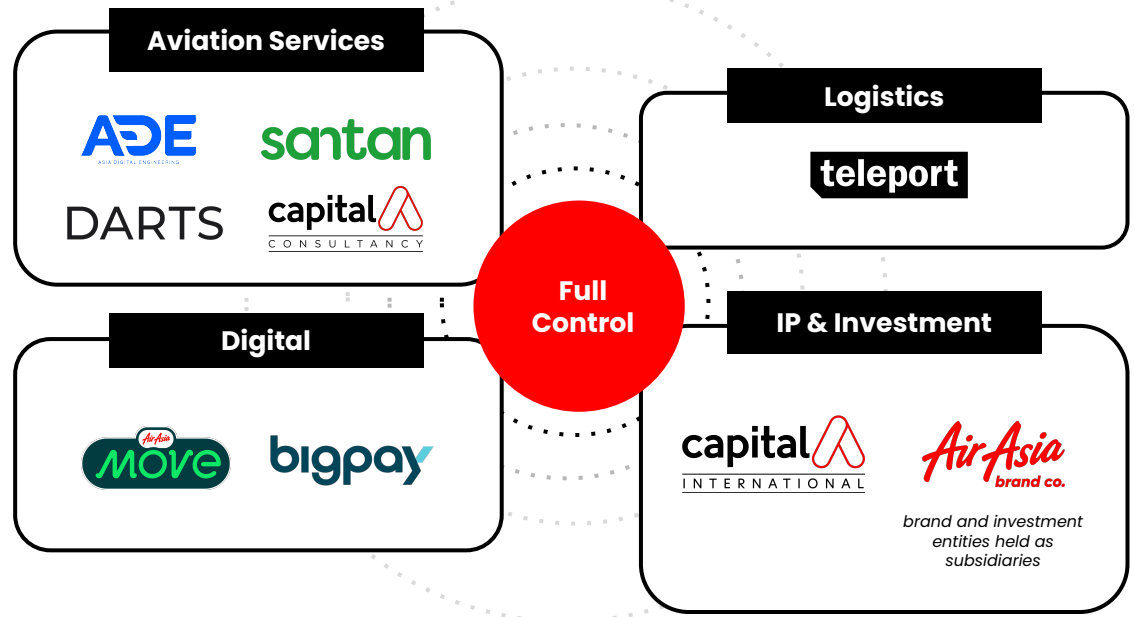 Aviation Services
ADE
ASIA DIGITAL ENGINEERING
santan
DARTS
capital A
CONSULTANCY
Logistics
teleport
Full
Control
Digital
AirAsia
MOVE
bigpay
IP & Investment
capital A
INTERNATIONAL
AirAsia
brand co.
brand and investment
entities held as
subsidiaries